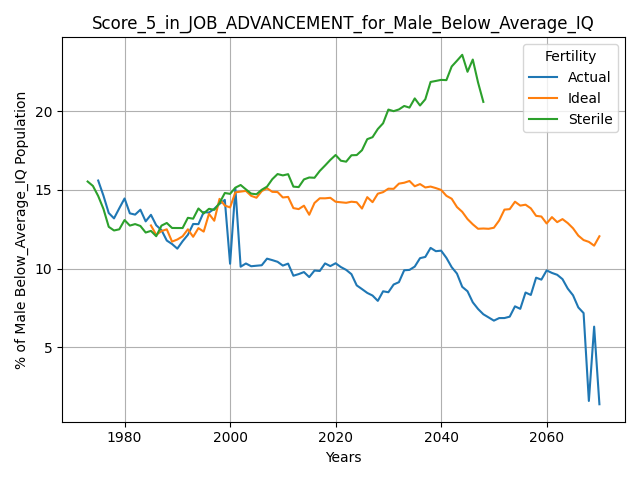 Score_5_in_JOB_ADVANCEMENT_for_Male_Below_Average_IQ
Fertility
Actual
Ideal
Sterile
% of Male Below_Average_IQ Population
20
15
10
5
1980
2000
2020
2040
2060
Years